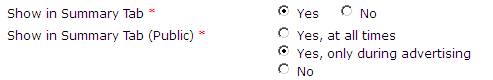 Show in Summary Tab * Yes No
Show in Summary Tab (Public) * Yes, at all times
Yes, only during advertising
No